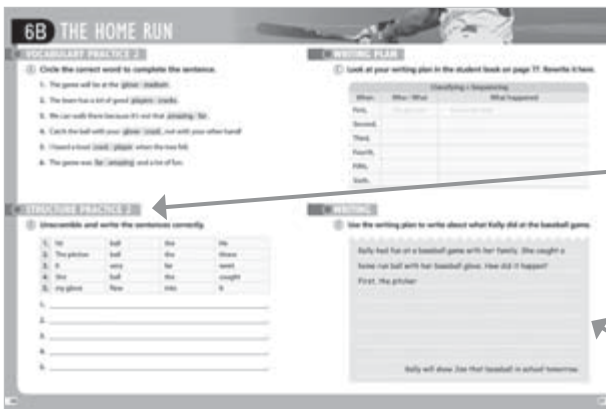 6B THE HOME RUN
VOCABULARY PRACTICE 2
Circle the correct word to complete the sentence.
1. The game will be at the glove stadium.
2. The team has a lot of good players cracks.
3. We can walk there because it's not that amazing far.
4. Catch the ball with your glove crack, not with your other hand!
5. I heard a loud crack player when the tree fell.
6. The game was far amazing and a lot of fun.
STRUCTURE PRACTICE 2
Unscramble and write the sentences correctly.
1. hit ball the He
2. The pitcher ball the threw
3. It very far went
4. She ball the caught
5. my glove flew into It
1.
2.
3.
4.
5.
WRITING PLAN
Look at your writing plan in the student book on page 77. Rewrite it here.
Classifying + Sequencing
When Who / What What happened
First,
Second,
Third,
Fourth,
Fifth,
Sixth,
WRITING
Use the writing plan to write about what Kelly did at the baseball game.
Kelly had fun at a baseball game with her family. She caught a
home run ball with her baseball glove. How did it happen?
First, the pitcher
Kelly will show Jim that baseball in school tomorrow.